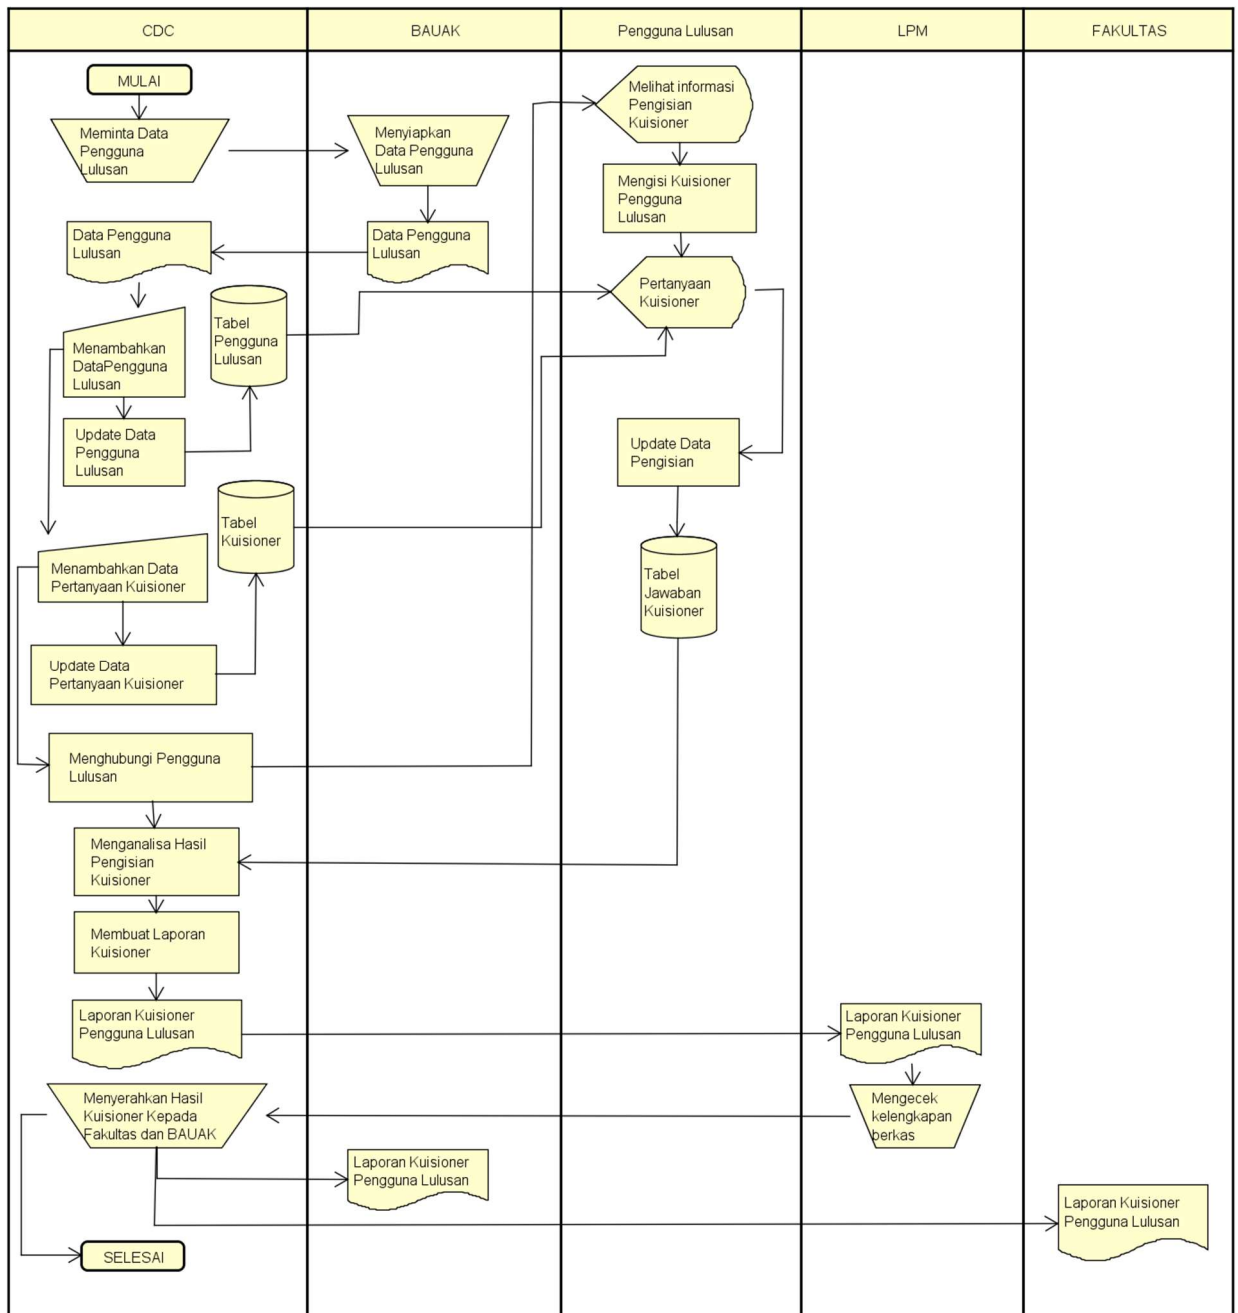 CDC
BAUAK
Pengguna Lulusan
LPM
FAKULTAS
MULAI
Meminta Data
Pengguna
Lulusan
Menyiapkan
Data Pengguna
Lulusan
Melihat informasi
Pengisian
Kuisioner
Mengisi Kuisioner
Pengguna
Lulusan
Data Pengguna
Lulusan
Data Pengguna
Lulusan
Pertanyaan
Kuisioner
Tabel
Pengguna
Lulusan
Menambahkan
DataPengguna
Lulusan
Update Data
Pengguna
Lulusan
Update Data
Pengisian
Tabel
Kuisioner
Menambahkan Data
Pertanyaan Kuisioner
Tabel
Jawaban
Kuisioner
Update Data
Pertanyaan Kuisioner
Menghubungi Pengguna
Lulusan
Menganalisa Hasil
Pengisian
Kuisioner
Membuat Laporan
Kuisioner
Laporan Kuisioner
Pengguna Lulusan
Laporan Kuisioner
Pengguna Lulusan
Menyerahkan Hasil
Kuisioner Kepada
Fakultas dan BAUAK
Mengecek
kelengkapan
berkas
Laporan Kuisioner
Pengguna Lulusan
Laporan Kuisioner
Pengguna Lulusan
SELESAI